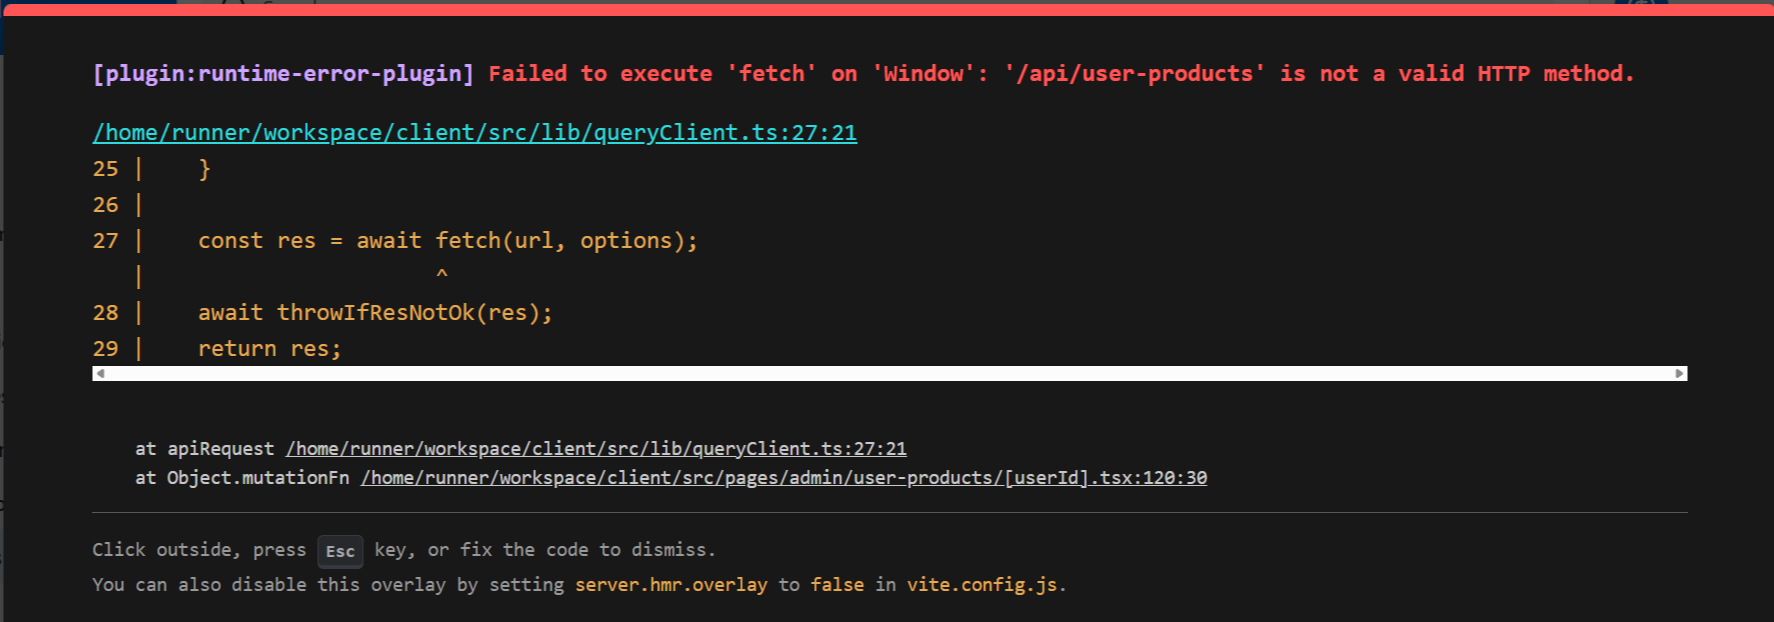 [plugin:runtime-error-plugin] Failed to execute 'fetch' on 'Window': '/api/user-products' is not a valid HTTP method.
/home/runner/workspace/client/src/lib/queryClient.ts:27:21
25 |    }
26 |
27 |    const res = await fetch(url, options);
   |                      ^
28 |    await throwIfResNotOk(res);
29 |    return res;
at apiRequest /home/runner/workspace/client/src/lib/queryClient.ts:27:21
at Object.mutationFn /home/runner/workspace/client/src/pages/admin/user-products/[userId].tsx:120:30
Click outside, press Esc key, or fix the code to dismiss.
You can also disable this overlay by setting server.hmr.overlay to false in vite.config.js.